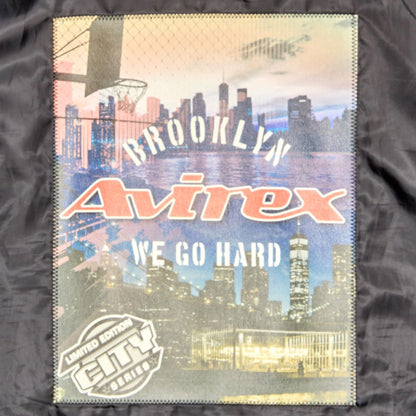 BROOKLYN
Avirex
WE GO HARD
LIMITED EDITION
CITY
SERIES